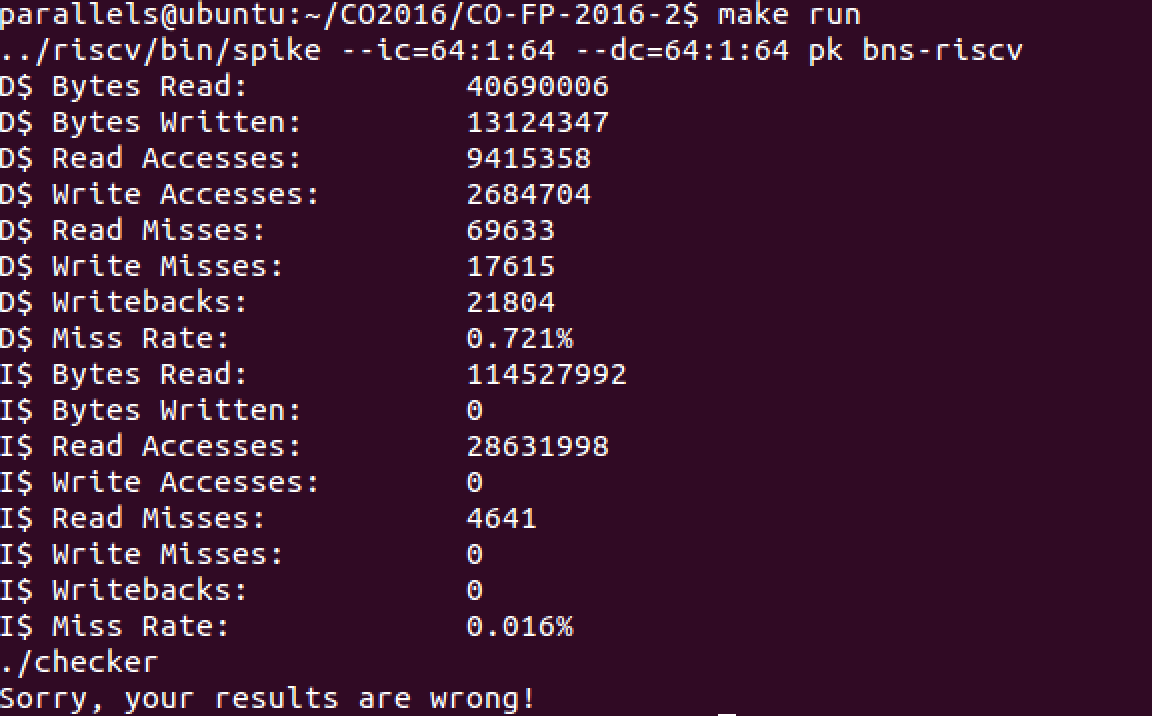 parallels@ubuntu:~/CO2016/CO-FP-2016-2$ make run
../riscv/bin/spike --ic=64:1:64 --dc=64:1:64 pk bns-riscv
D$ Bytes Read: 40690006
D$ Bytes Written: 13124347
D$ Read Accesses: 9415358
D$ Write Accesses: 2684704
D$ Read Misses: 69633
D$ Write Misses: 17615
D$ Writebacks: 21804
D$ Miss Rate: 0.721%
I$ Bytes Read: 114527992
I$ Bytes Written: 0
I$ Read Accesses: 28631998
I$ Write Accesses: 0
I$ Read Misses: 4641
I$ Write Misses: 0
I$ Writebacks: 0
I$ Miss Rate: 0.016%
./checker
Sorry, your results are wrong!